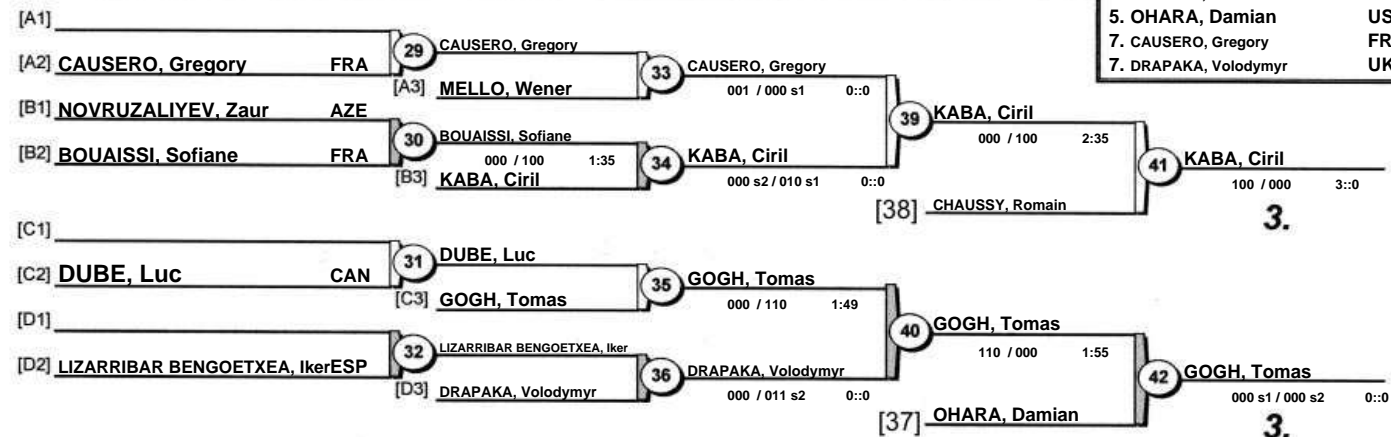 5. OHARA, Damian US
7. CAUSERO, Gregory FR
7. DRAPAKA, Volodymyr UK
[A1]
[A2] CAUSERO, Gregory FRA
29
CAUSERO, Gregory
[A3] MELLO, Wener
33
CAUSERO, Gregory
001 / 000 s1 0::0
[B1] NOVRUZALIYEV, Zaur AZE
[B2] BOUAISSI, Sofiane FRA
30
BOUAISSI, Sofiane
000 / 100 1:35
[B3] KABA, Ciril
34
KABA, Ciril
000 s2 / 010 s1 0::0
39
KABA, Ciril
000 / 100 2:35
[38] CHAUSSY, Romain
41
KABA, Ciril
100 / 000 3::0
3.
[C1]
[C2] DUBE, Luc CAN
31
DUBE, Luc
[C3] GOGH, Tomas
35
GOGH, Tomas
000 / 110 1:49
[D1]
[D2] LIZARRIBAR BENGOETXEA, IkerESP
32
LIZARRIBAR BENGOETXEA, Iker
[D3] DRAPAKA, Volodymyr
36
DRAPAKA, Volodymyr
000 / 011 s2 0::0
40
GOGH, Tomas
110 / 000 1:55
[37] OHARA, Damian
42
GOGH, Tomas
000 s1 / 000 s2 0::0
3.